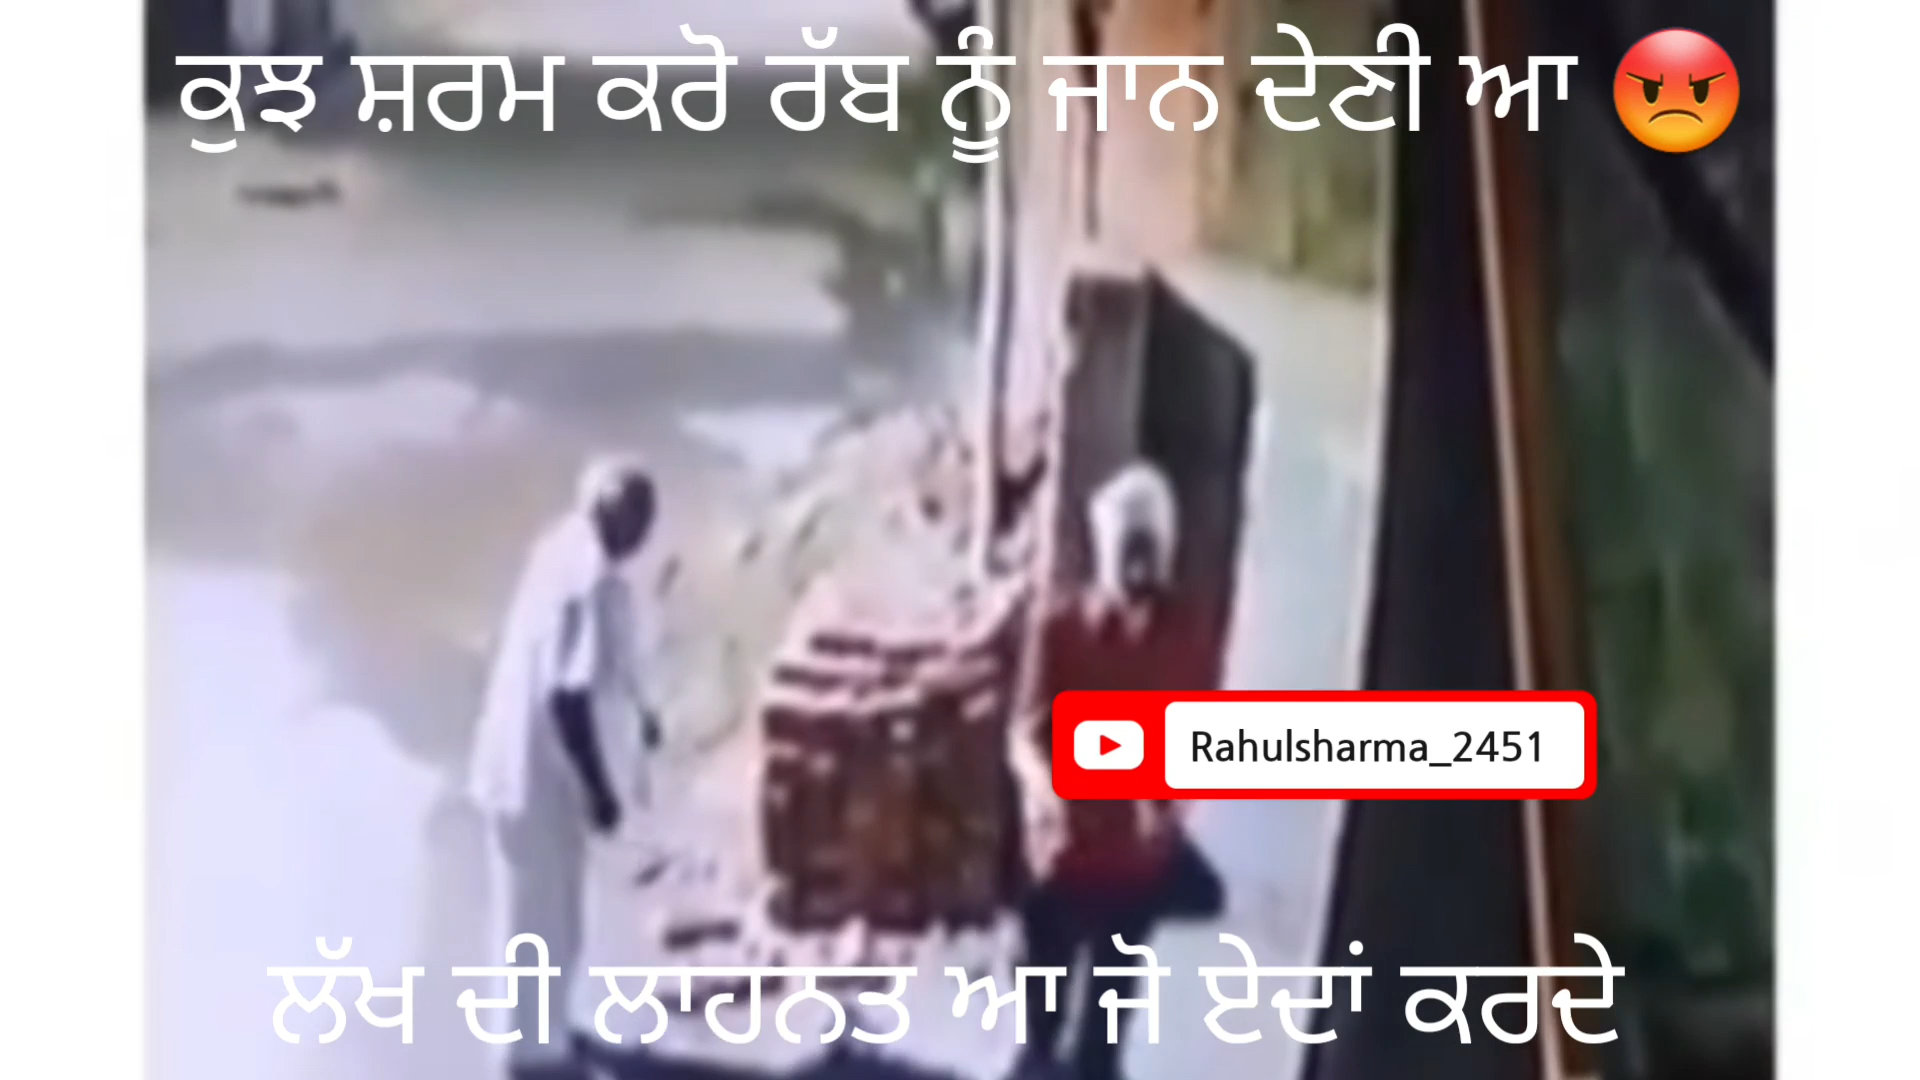 ਕੁਝ ਸ਼ਰਮ ਕਰੋ ਰੱਬ ਨੂੰ ਜਾਨ ਦੇਣੀ ਆ 😡
Rahulsharma_2451
ਲੱਖ ਦੀ ਲਾਹਨਤ ਆ ਜੋ ਏਦਾਂ ਕਰਦੇ